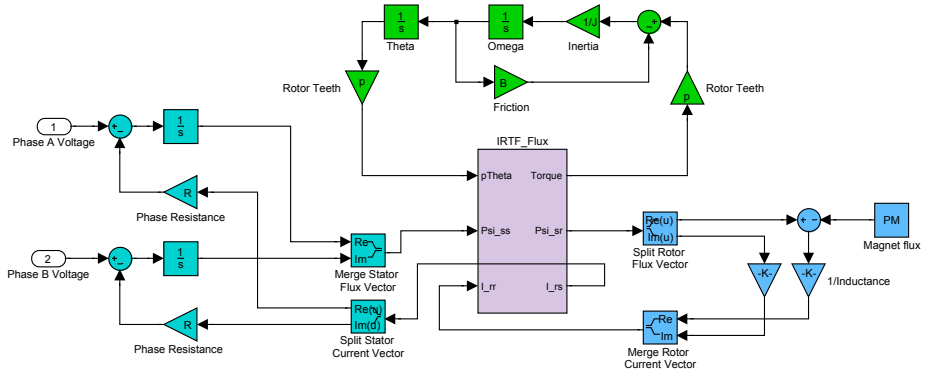 1
s
Theta
1
s
Omega
1/J
Inertia
Rotor Teeth
p
B
Friction
p
Rotor Teeth
1
Phase A Voltage
1
s
R
Phase Resistance
2
Phase B Voltage
1
s
R
Phase Resistance
Re
Im
Merge Stator
Flux Vector
Re(u)
Im(u)
Split Stator
Current Vector
IRTF_Flux
pTheta
Torque
Psi_ss
Psi_sr
I_rr
I_rs
Re(u)
Im(u)
Split Rotor
Flux Vector
PM
Magnet flux
-K-
-K-
1/Inductance
Re
Im
Merge Rotor
Current Vector